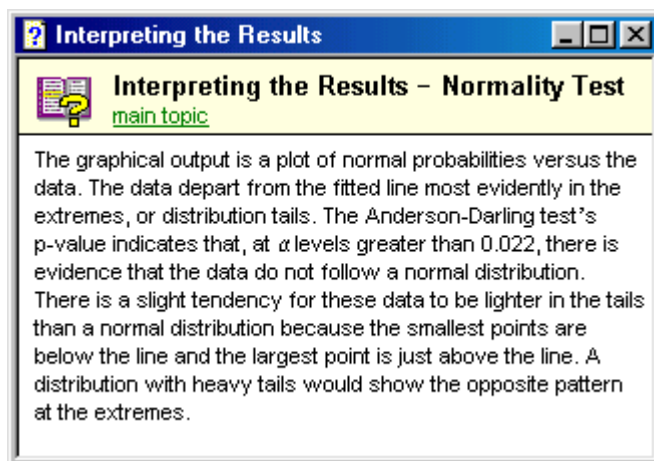 Interpreting the Results
Interpreting the Results – Normality Test
main topic
The graphical output is a plot of normal probabilities versus the
data. The data depart from the fitted line most evidently in the
extremes, or distribution tails. The Anderson-Darling test's
p-value indicates that, at α levels greater than 0.022, there is
evidence that the data do not follow a normal distribution.
There is a slight tendency for these data to be lighter in the tails
than a normal distribution because the smallest points are
below the line and the largest point is just above the line. A
distribution with heavy tails would show the opposite pattern
at the extremes.